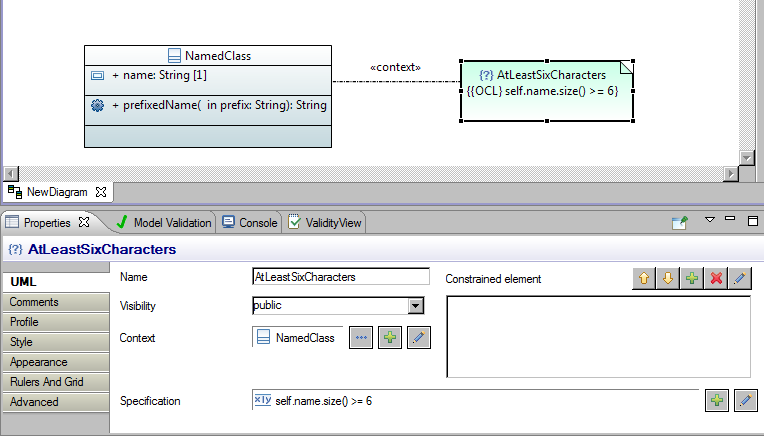 NamedClass
+ name: String [1]
+ prefixedName( in prefix: String): String
«context»
{?} AtLeastSixCharacters
{{OCL} self.name.size() >= 6}
NewDiagram
Properties
Model Validation
Console
ValidityView
{?} AtLeastSixCharacters
UML
Comments
Profile
Style
Appearance
Rulers And Grid
Advanced
Name
AtLeastSixCharacters
Constrained element
Visibility
public
Context
NamedClass
Specification
x|y self.name.size() >= 6